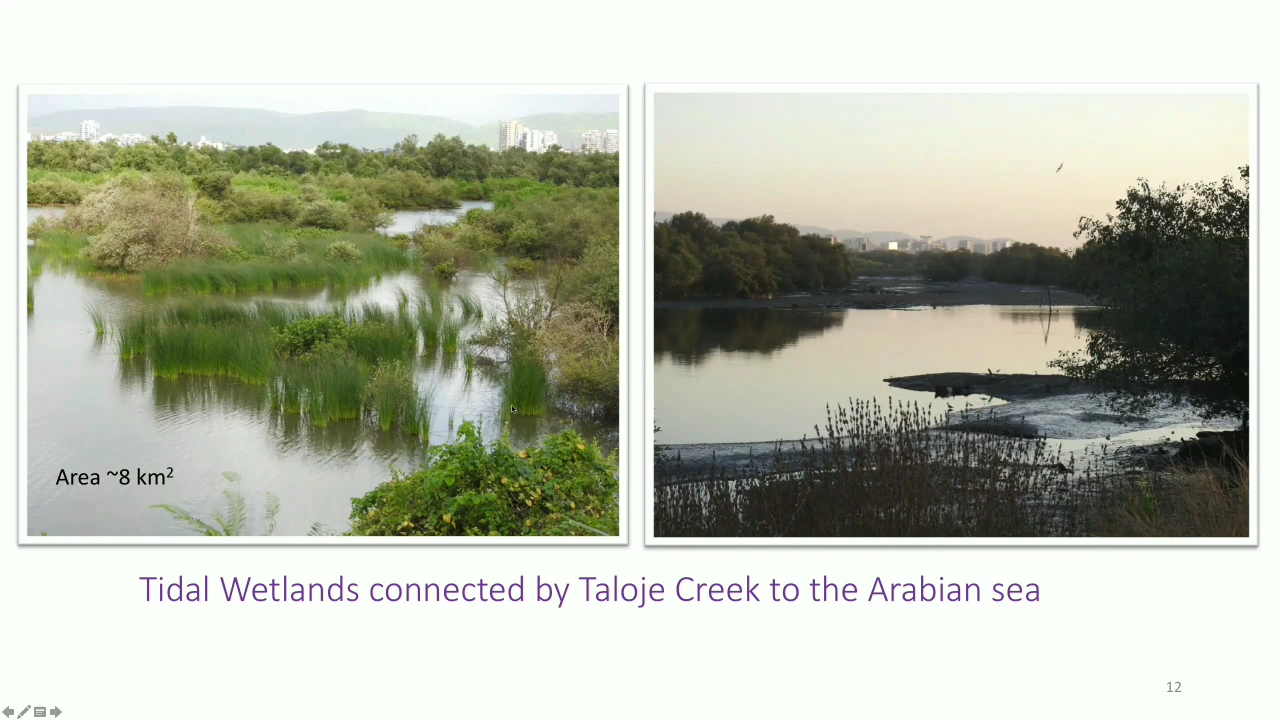 Area ~8 km²
Tidal Wetlands connected by Taloje Creek to the Arabian sea
12